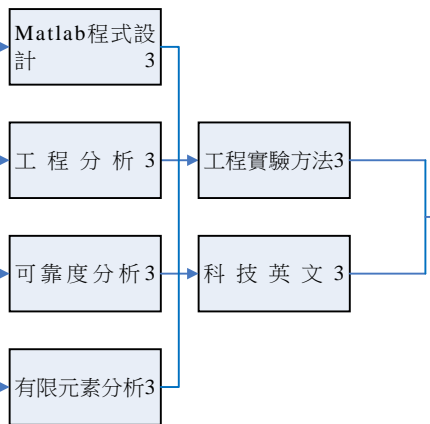 Matlab程式設
計 3
工程分析 3
工程實驗方法3
可靠度分析3
科技英文 3
有限元素分析3